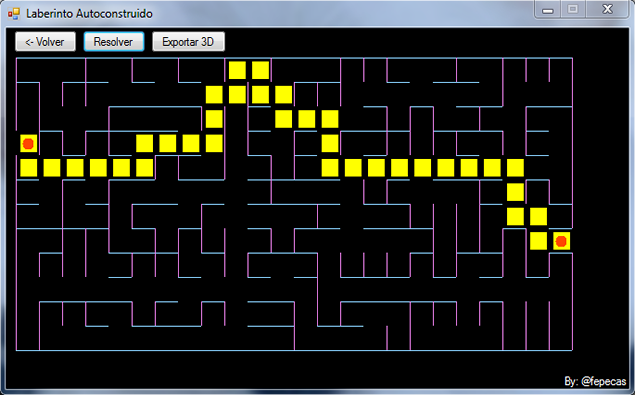 Laberinto Autoconstruido
<- Volver
Resolver
Exportar 3D
By: @fepecas